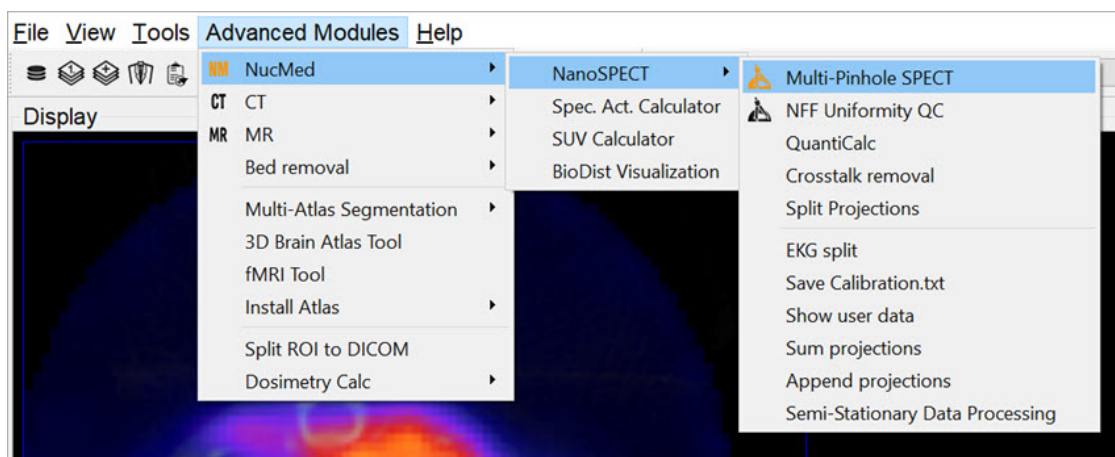 File View Tools Advanced Modules Help
Display
NM NucMed
CT CT
MR MR
Bed removal
Multi-Atlas Segmentation
3D Brain Atlas Tool
fMRI Tool
Install Atlas
Split ROI to DICOM
Dosimetry Calc
NanoSPECT
Spec. Act. Calculator
SUV Calculator
BioDist Visualization
Multi-Pinhole SPECT
NFF Uniformity QC
QuantiCalc
Crosstalk removal
Split Projections
EKG split
Save Calibration.txt
Show user data
Sum projections
Append projections
Semi-Stationary Data Processing